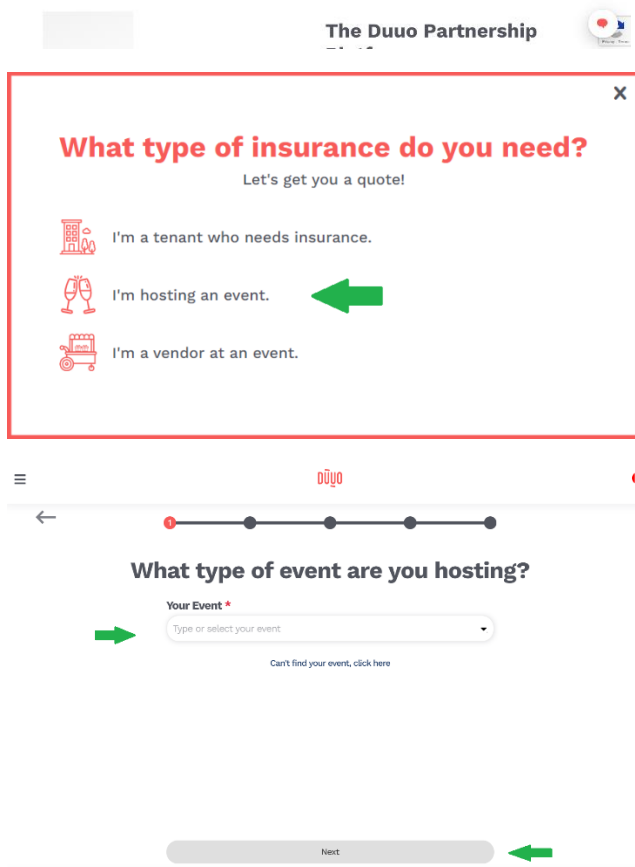 The Duuo Partnership
X
What type of insurance do you need?
Let's get you a quote!
I'm a tenant who needs insurance.
I'm hosting an event.
I'm a vendor at an event.
DUUO
1
What type of event are you hosting?
Your Event *
Type or select your event
Can't find your event, click here
Next